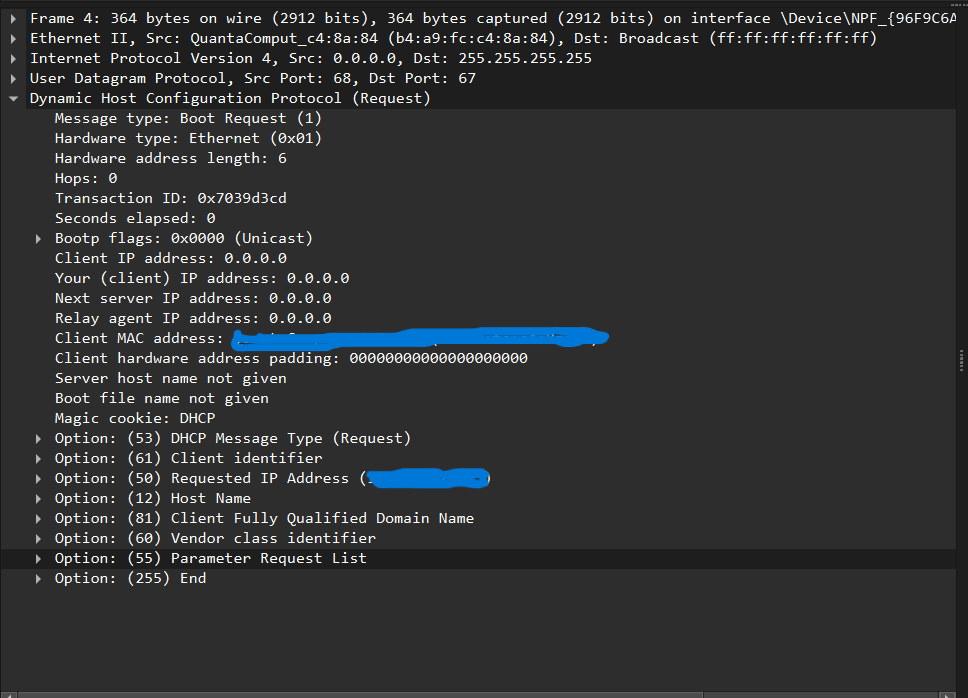 Frame 4: 364 bytes on wire (2912 bits), 364 bytes captured (2912 bits) on interface \Device\NPF_{96F9C6A
Ethernet II, Src: QuantaComput_c4:8a:84 (b4:a9:fc:c4:8a:84), Dst: Broadcast (ff:ff:ff:ff:ff:ff)
Internet Protocol Version 4, Src: 0.0.0.0, Dst: 255.255.255.255
User Datagram Protocol, Src Port: 68, Dst Port: 67
Dynamic Host Configuration Protocol (Request)
Message type: Boot Request (1)
Hardware type: Ethernet (0x01)
Hardware address length: 6
Hops: 0
Transaction ID: 0x7039d3cd
Seconds elapsed: 0
Bootp flags: 0x0000 (Unicast)
Client IP address: 0.0.0.0
Your (client) IP address: 0.0.0.0
Next server IP address: 0.0.0.0
Relay agent IP address: 0.0.0.0
Client MAC address:
Client hardware address padding: 00000000000000000000
Server host name not given
Boot file name not given
Magic cookie: DHCP
Option: (53) DHCP Message Type (Request)
Option: (61) Client identifier
Option: (50) Requested IP Address (
Option: (12) Host Name
Option: (81) Client Fully Qualified Domain Name
Option: (60) Vendor class identifier
Option: (55) Parameter Request List
Option: (255) End